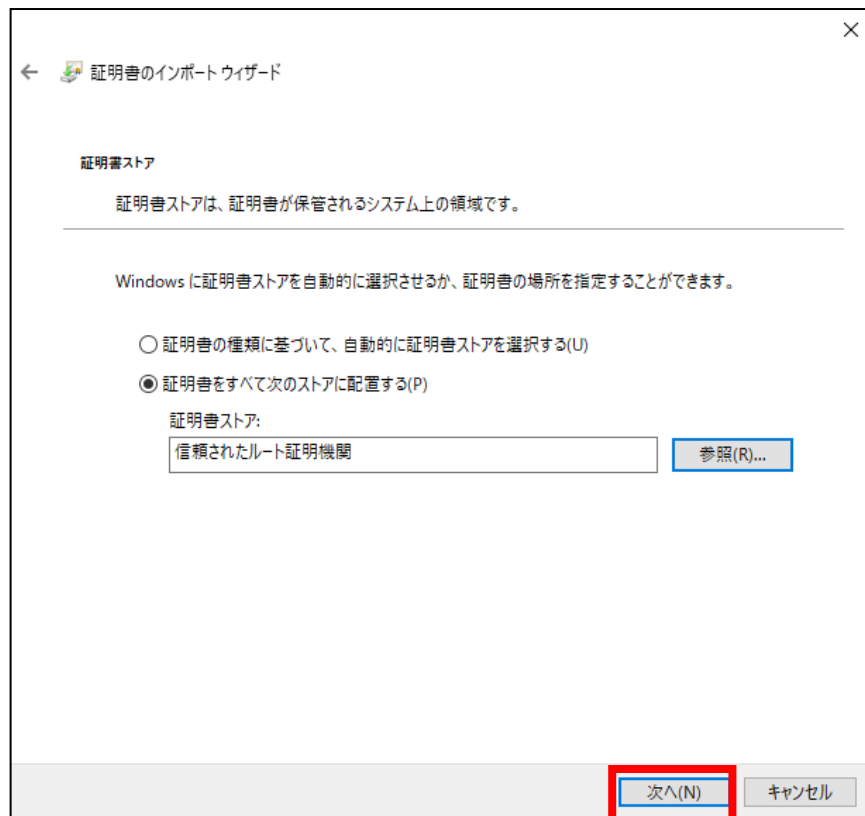 証明書のインポート ウィザード
証明書ストア
証明書ストアは、証明書が保管されるシステム上の領域です。
Windows に証明書ストアを自動的に選択させるか、証明書の場所を指定することができます。
証明書の種類に基づいて、自動的に証明書ストアを選択する(U)
証明書をすべて次のストアに配置する(P)
証明書ストア:
信頼されたルート証明機関
参照(R)...
次へ(N)
キャンセル